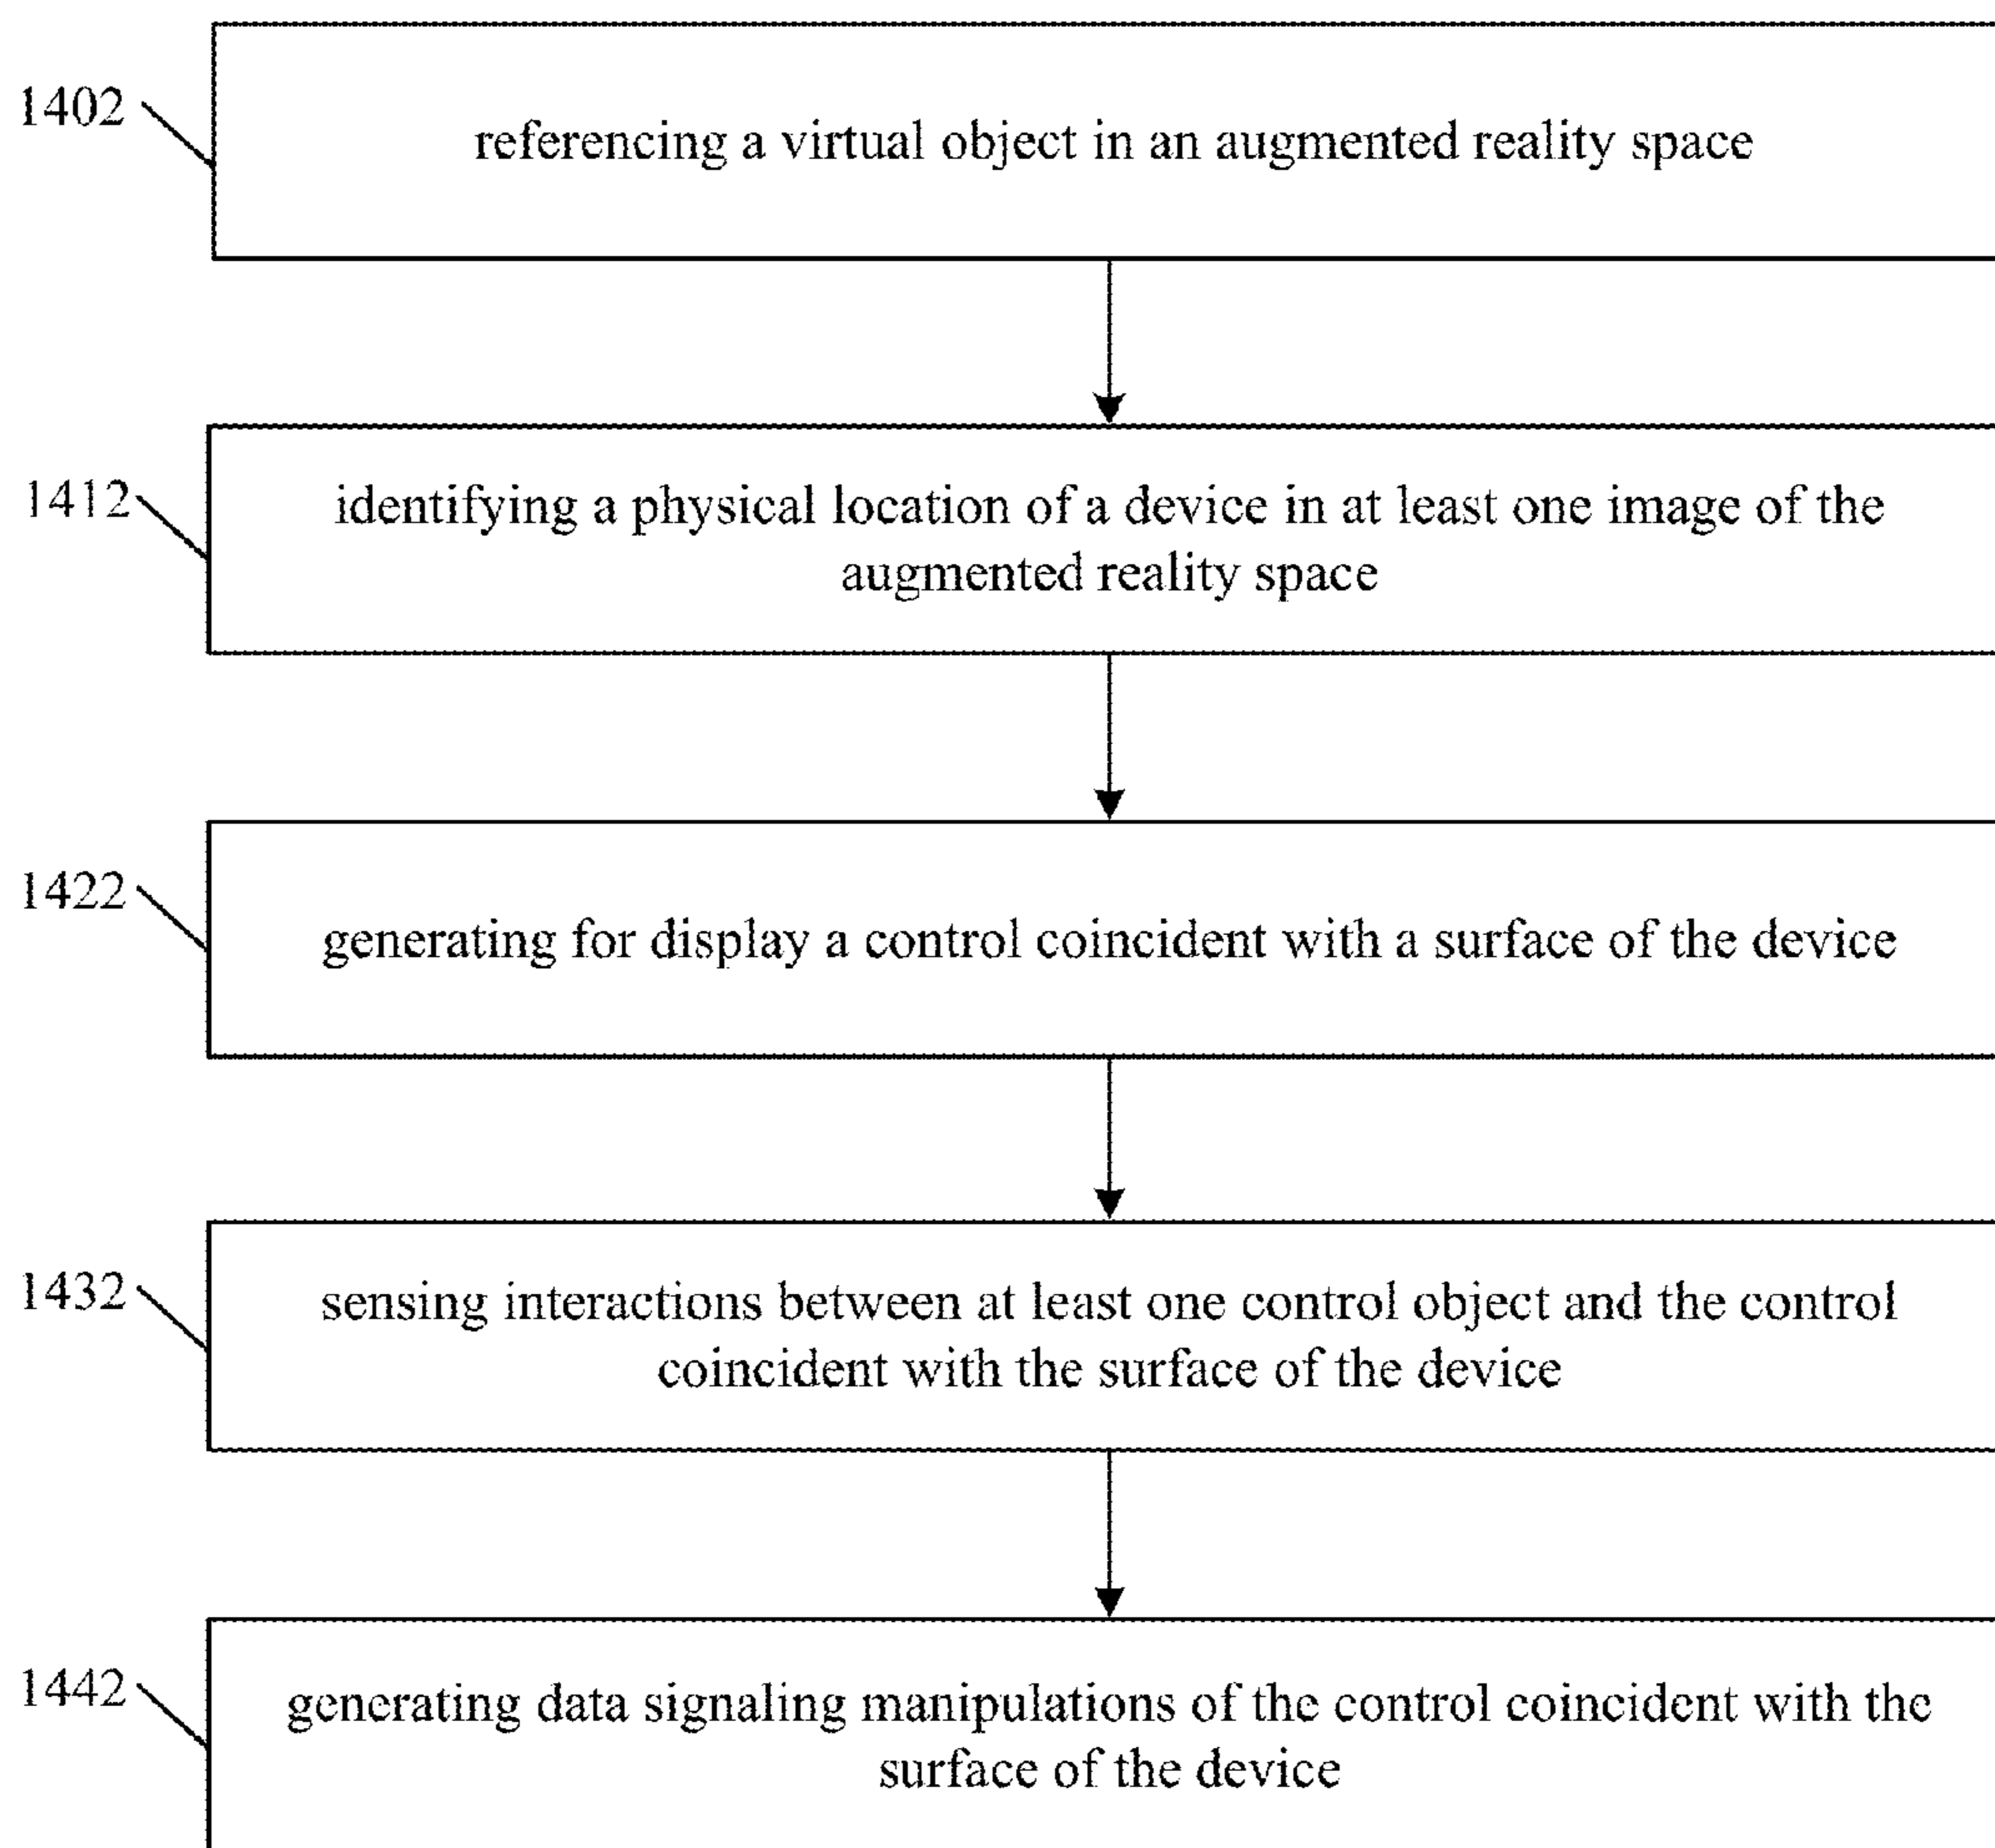 1402
referencing a virtual object in an augmented reality space
1412
identifying a physical location of a device in at least one image of the
augmented reality space
1422
generating for display a control coincident with a surface of the device
1432
sensing interactions between at least one control object and the control
coincident with the surface of the device
1442
generating data signaling manipulations of the control coincident with the
surface of the device